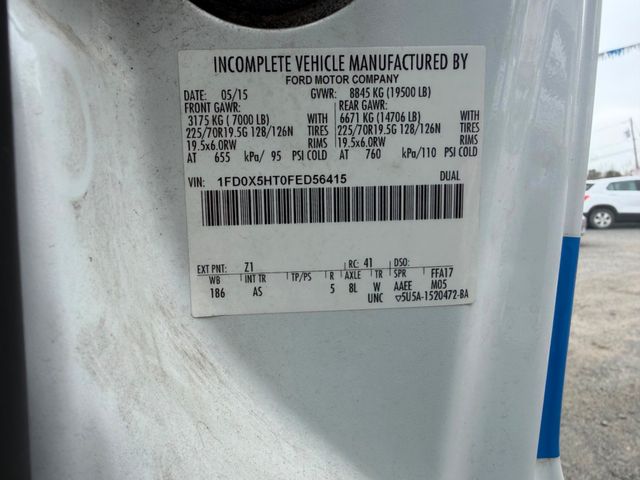 INCOMPLETE VEHICLE MANUFACTURED BY
FORD MOTOR COMPANY
DATE: 05/15 GVWR: 8845 KG (19500 LB)
FRONT GAWR: REAR GAWR:
3175 KG ( 7000 LB) WITH 6671 KG (14706 LB) WITH
225/70R19.5G 128/126N TIRES 225/70R19.5G 128/126N TIRES
19.5x6.0RW RIMS 19.5x6.0RW RIMS
AT 655 kPa/ 95 PSI COLD AT 760 kPa/110 PSI COLD
VIN: 1FD0X5HT0FED56415 DUAL
EXT PNT: Z1 RC: 41 DSO:
WB INT TR TP/PS R AXLE TR SPR FFA17
186 AS 5 8L W AAEE M05
UNC ▽5U5A-1520472-BA